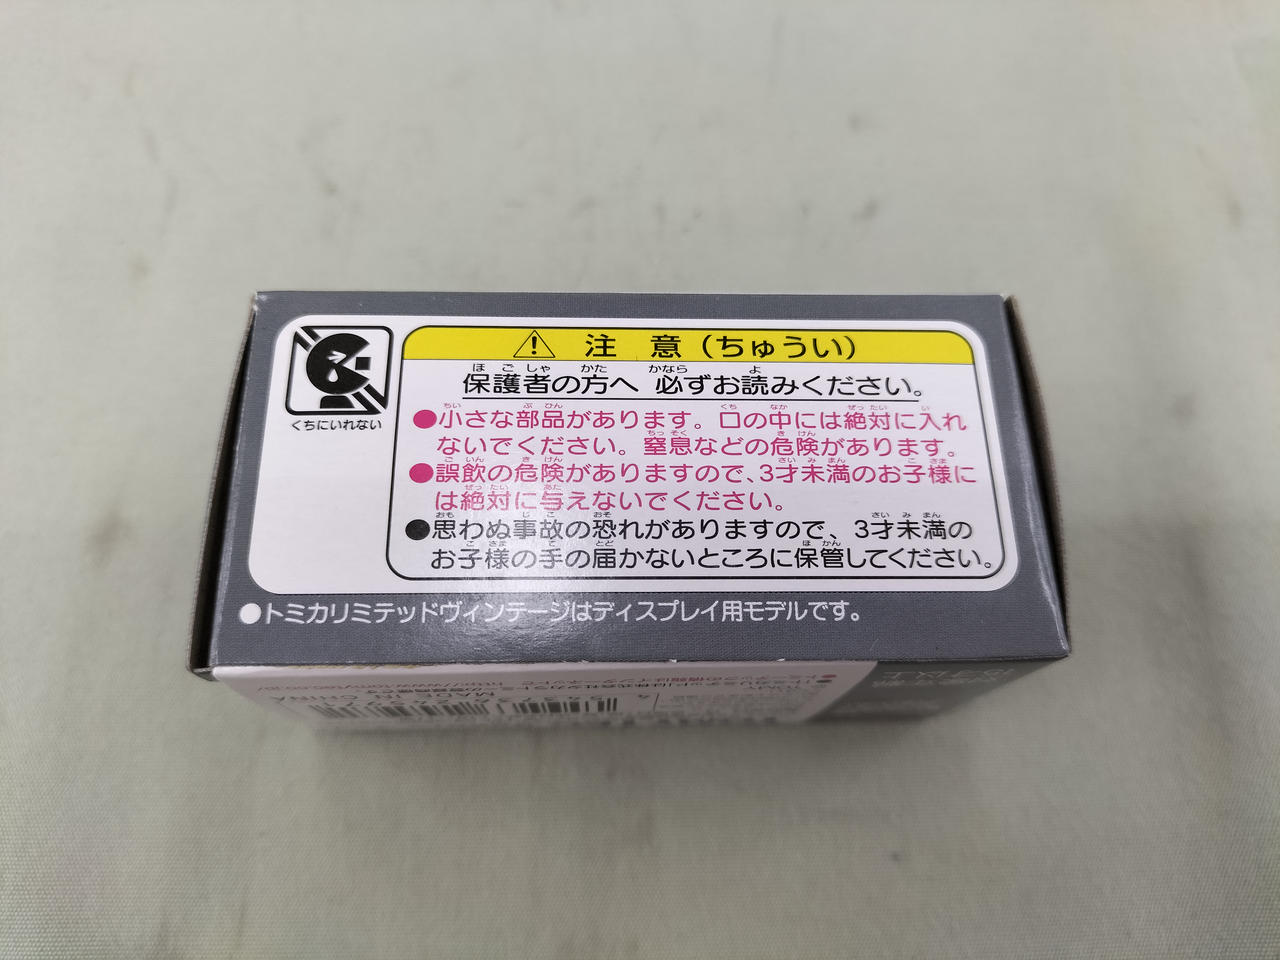 注 意(ちゅうい)
保護者の方へ 必ずお読みください。
くちにいれない
●小さな部品があります。口の中には絶対に入れ
ないでください。窒息などの危険があります。
●誤飲の危険がありますので、3才未満のお子様に
は絶対に与えないでください。
●思わぬ事故の恐れがありますので、3才未満の
お子様の手の届かないところに保管してください。
●トミカリミテッドヴィンテージはディスプレイ用モデルです。
MADE IN CHINA